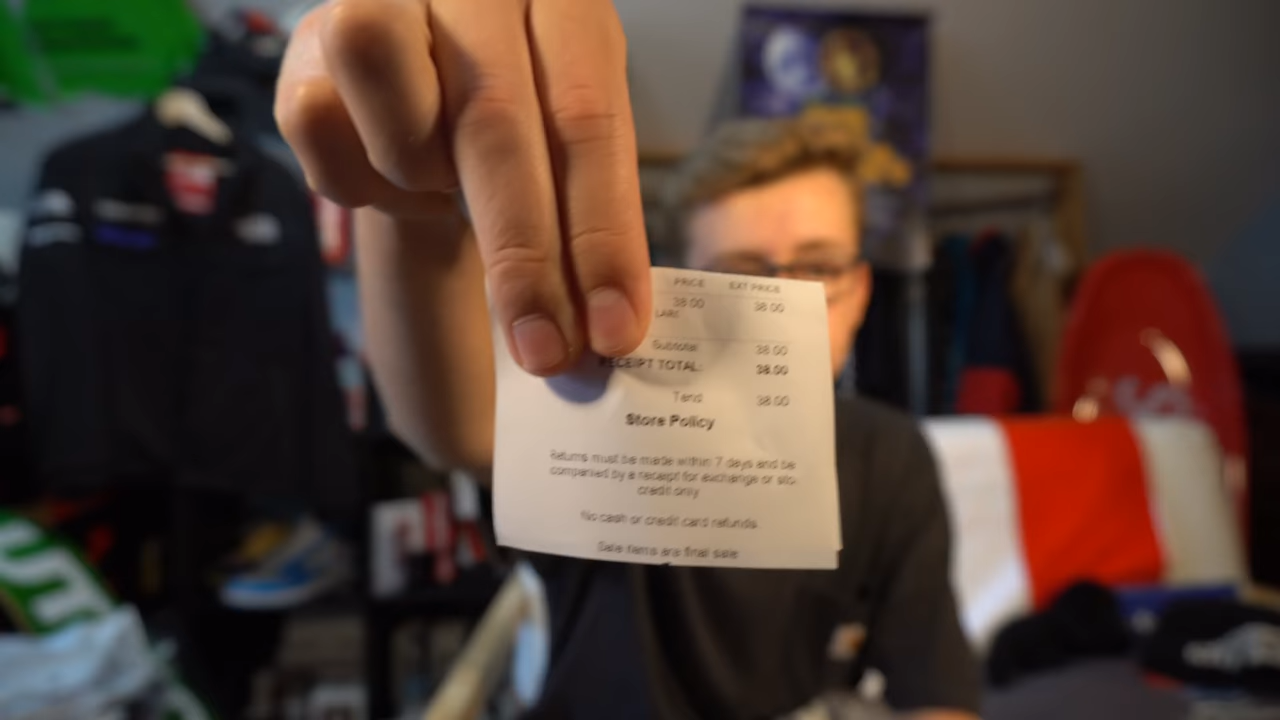 PRICE EXT PRICE
38.00 38.00
Subtotal: 38.00
RECEIPT TOTAL: 38.00
Tend 38.00
Store Policy
Returns must be made within 7 days and be
companied by a receipt for exchange or sto
credit only
No cash or credit card refunds
Sale items are final sale